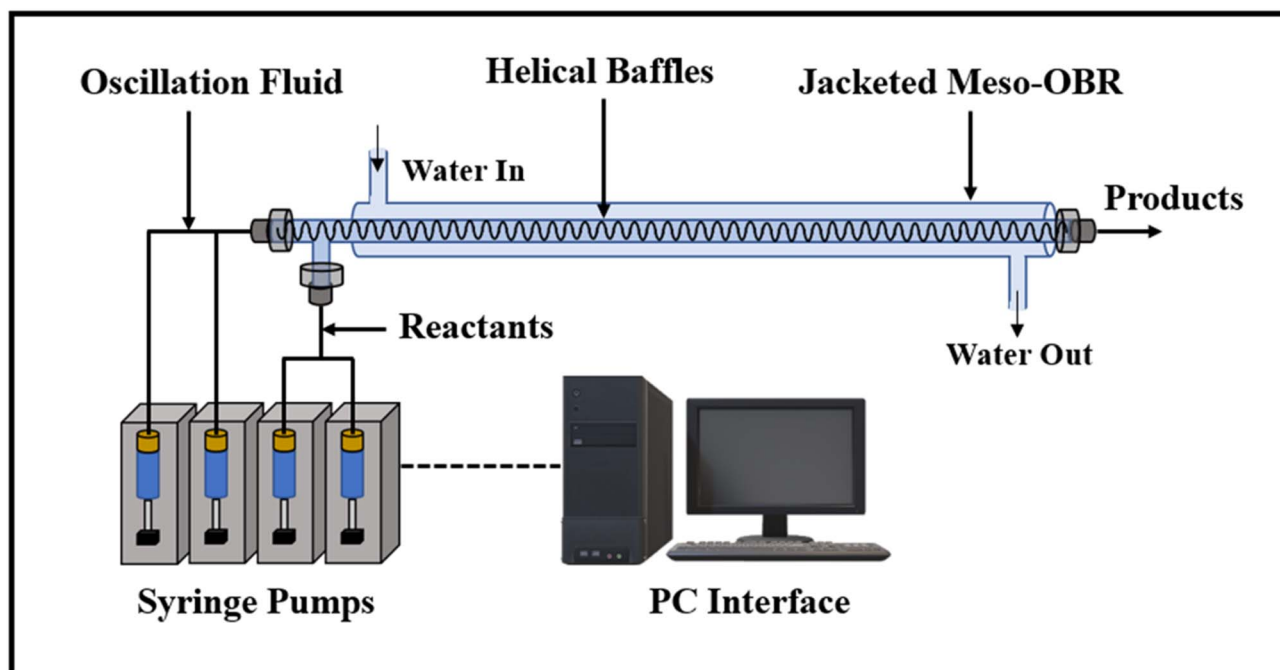 Oscillation Fluid
Helical Baffles
Jacketed Meso-OBR
Water In
Products
Reactants
Water Out
Syringe Pumps
PC Interface